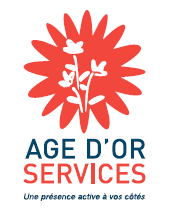 AGE D'OR
SERVICES
Une présence active à vos côtés